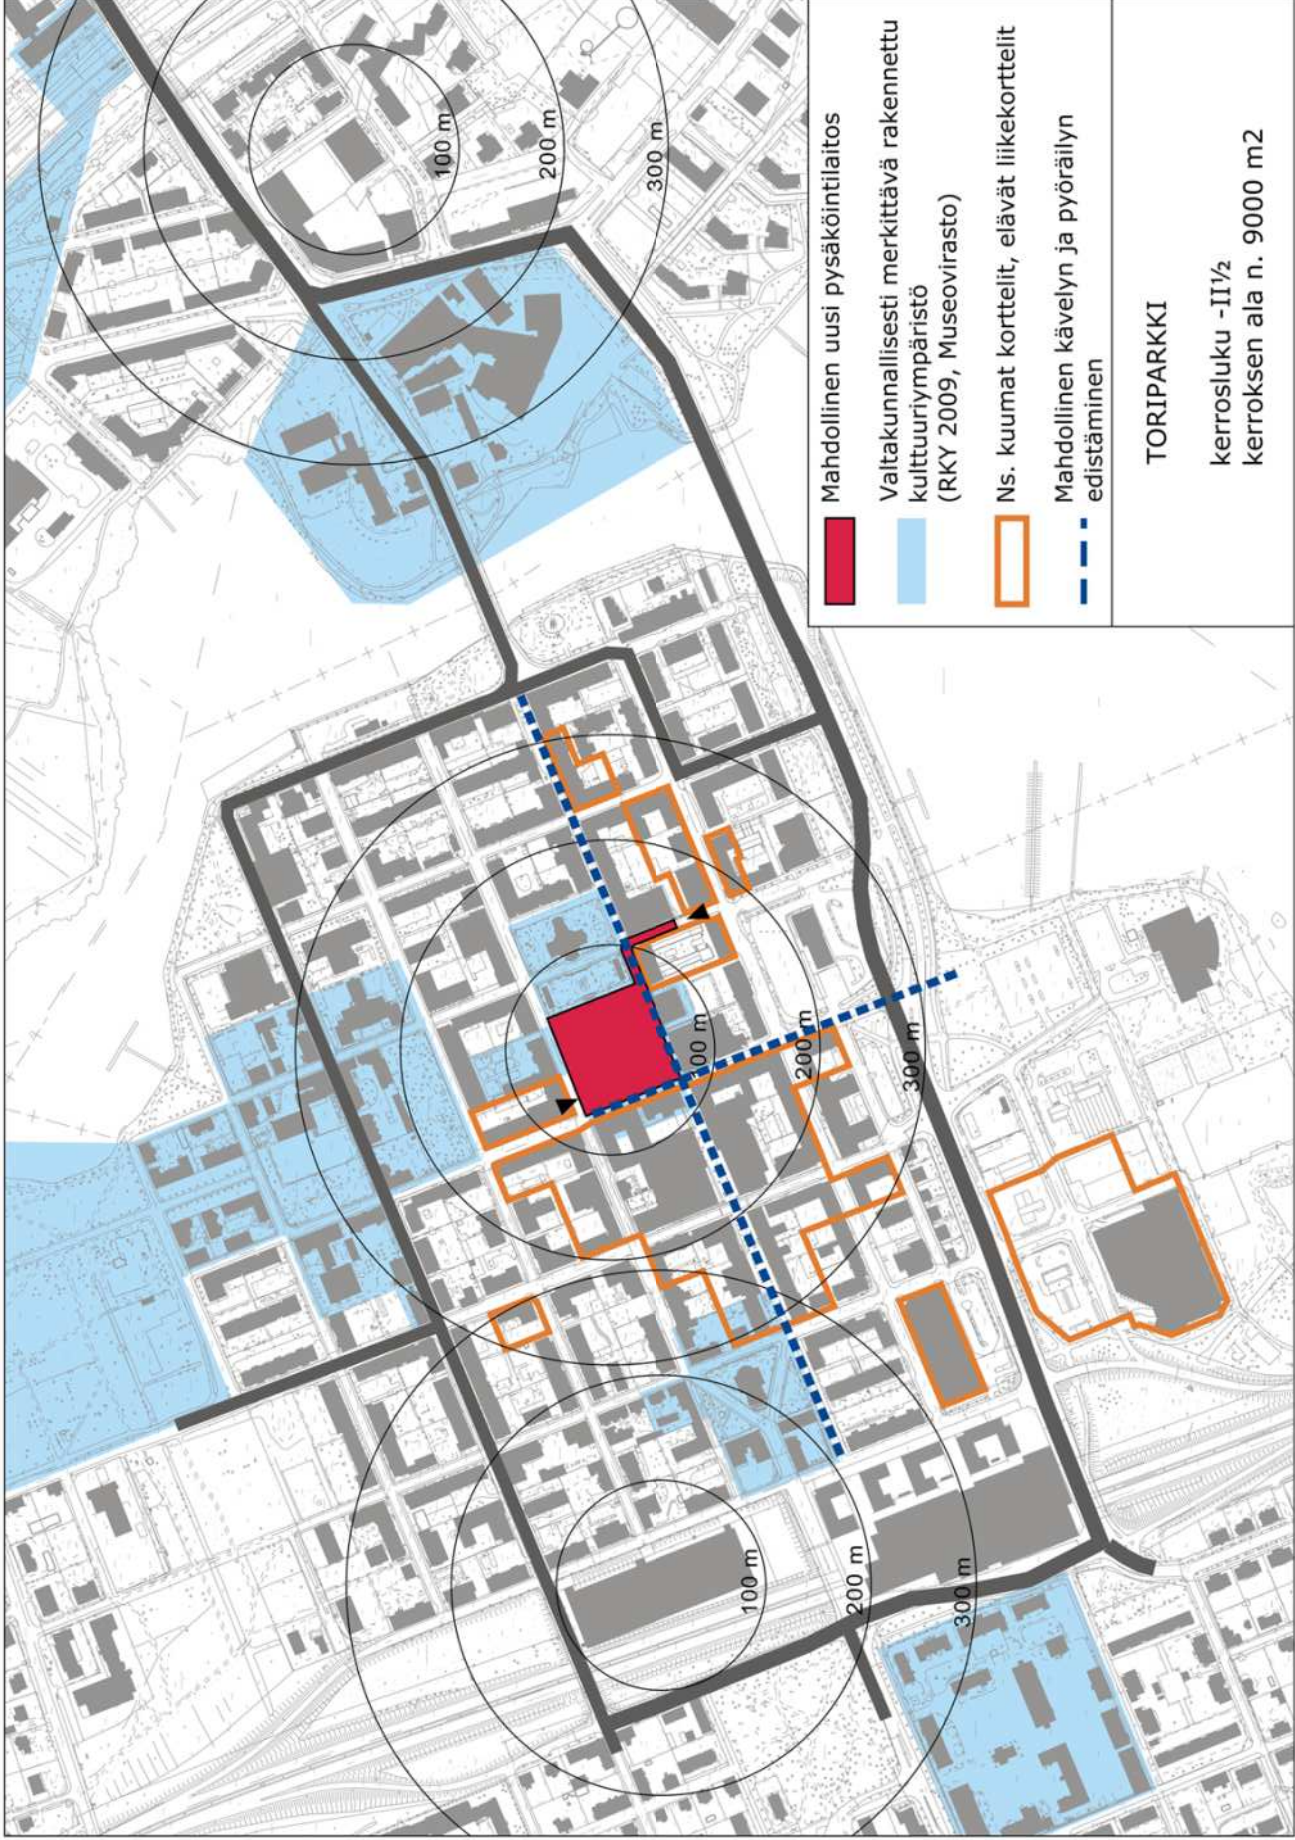 Mahdollinen uusi pysäköintilaitos
Valtakunnallisesti merkittävä rakennettu
kulttuuriympäristö
(RKY 2009, Museovirasto)
Ns. kuumat korttelit, elävät liikekorttelit
Mahdollinen kävelyn ja pyöräilyn
edistäminen
TORIPARKKI
kerrosluku -II½
kerroksen ala n. 9000 m2
100 m
200 m
300 m
100 m
200 m
300 m
100 m
200 m
300 m